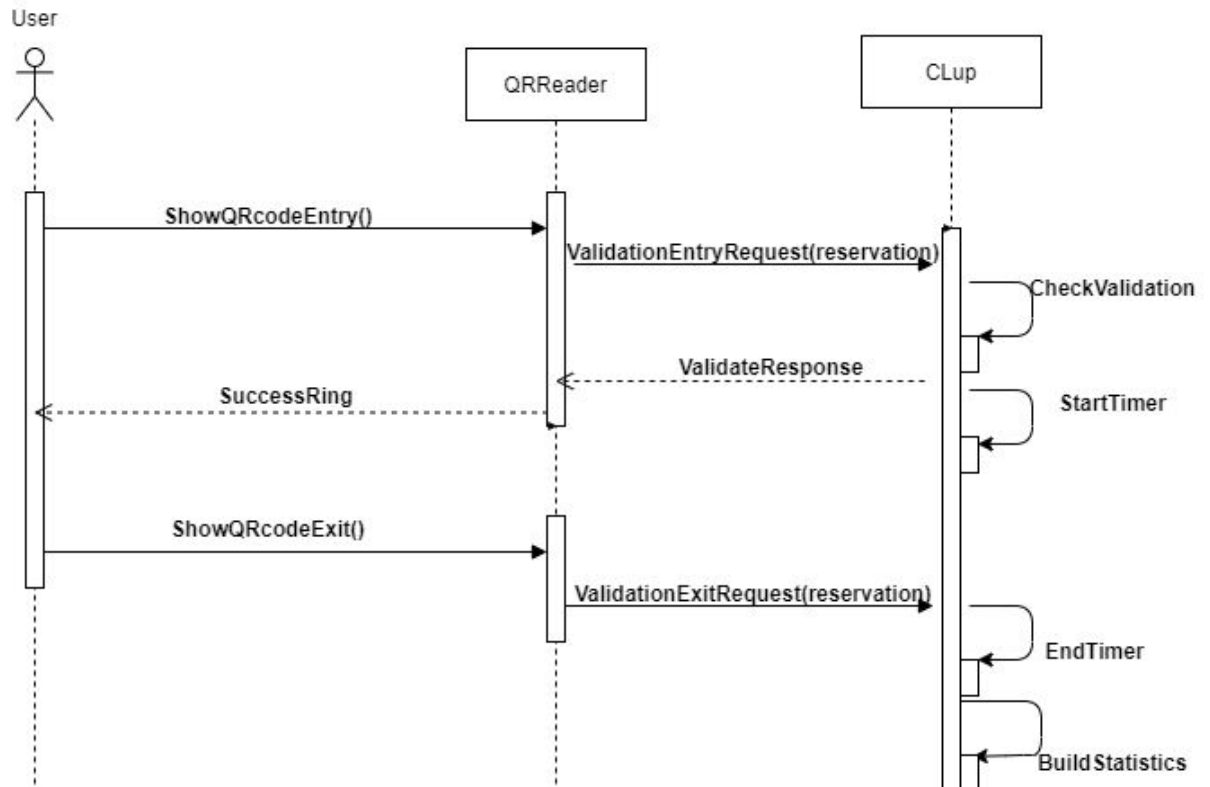 User
QRReader
CLup
ShowQRcodeEntry()
ValidationEntryRequest(reservation)
CheckValidation
ValidateResponse
SuccessRing
StartTimer
ShowQRcodeExit()
ValidationExitRequest(reservation)
EndTimer
BuildStatistics